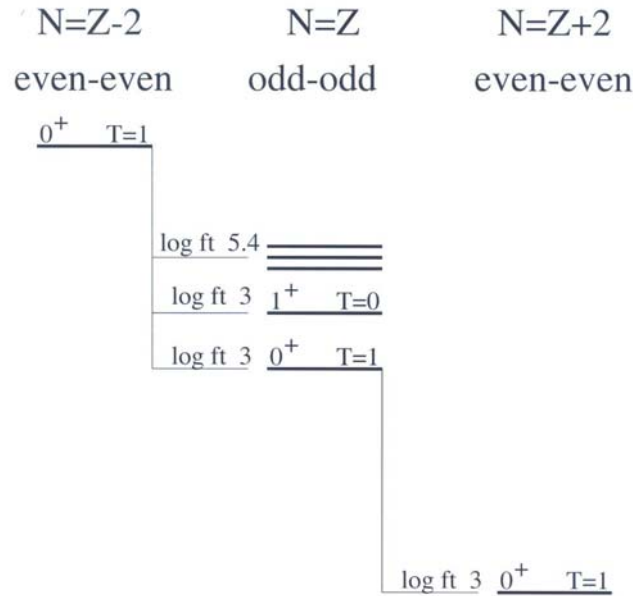 N=Z-2 N=Z N=Z+2
even-even odd-odd even-even
0+ T=1
log ft 5.4
log ft 3 1+ T=0
log ft 3 0+ T=1
log ft 3 0+ T=1